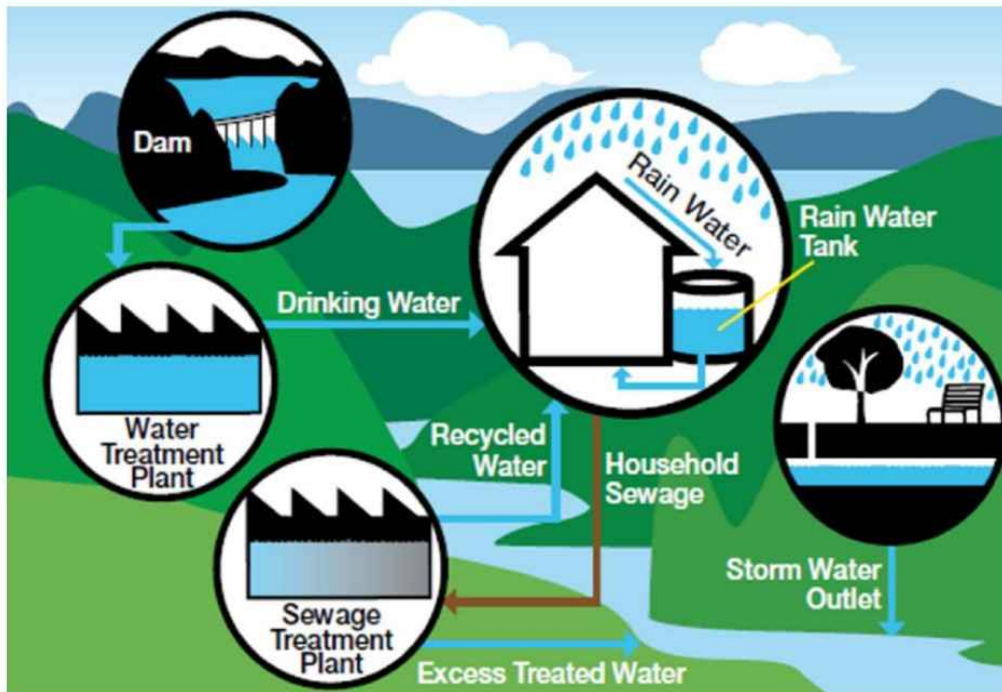 Dam
Rain Water
Rain Water
Tank
Drinking Water
Water
Treatment
Plant
Recycled
Water
Household
Sewage
Storm Water
Outlet
Sewage
Treatment
Plant
Excess Treated Water